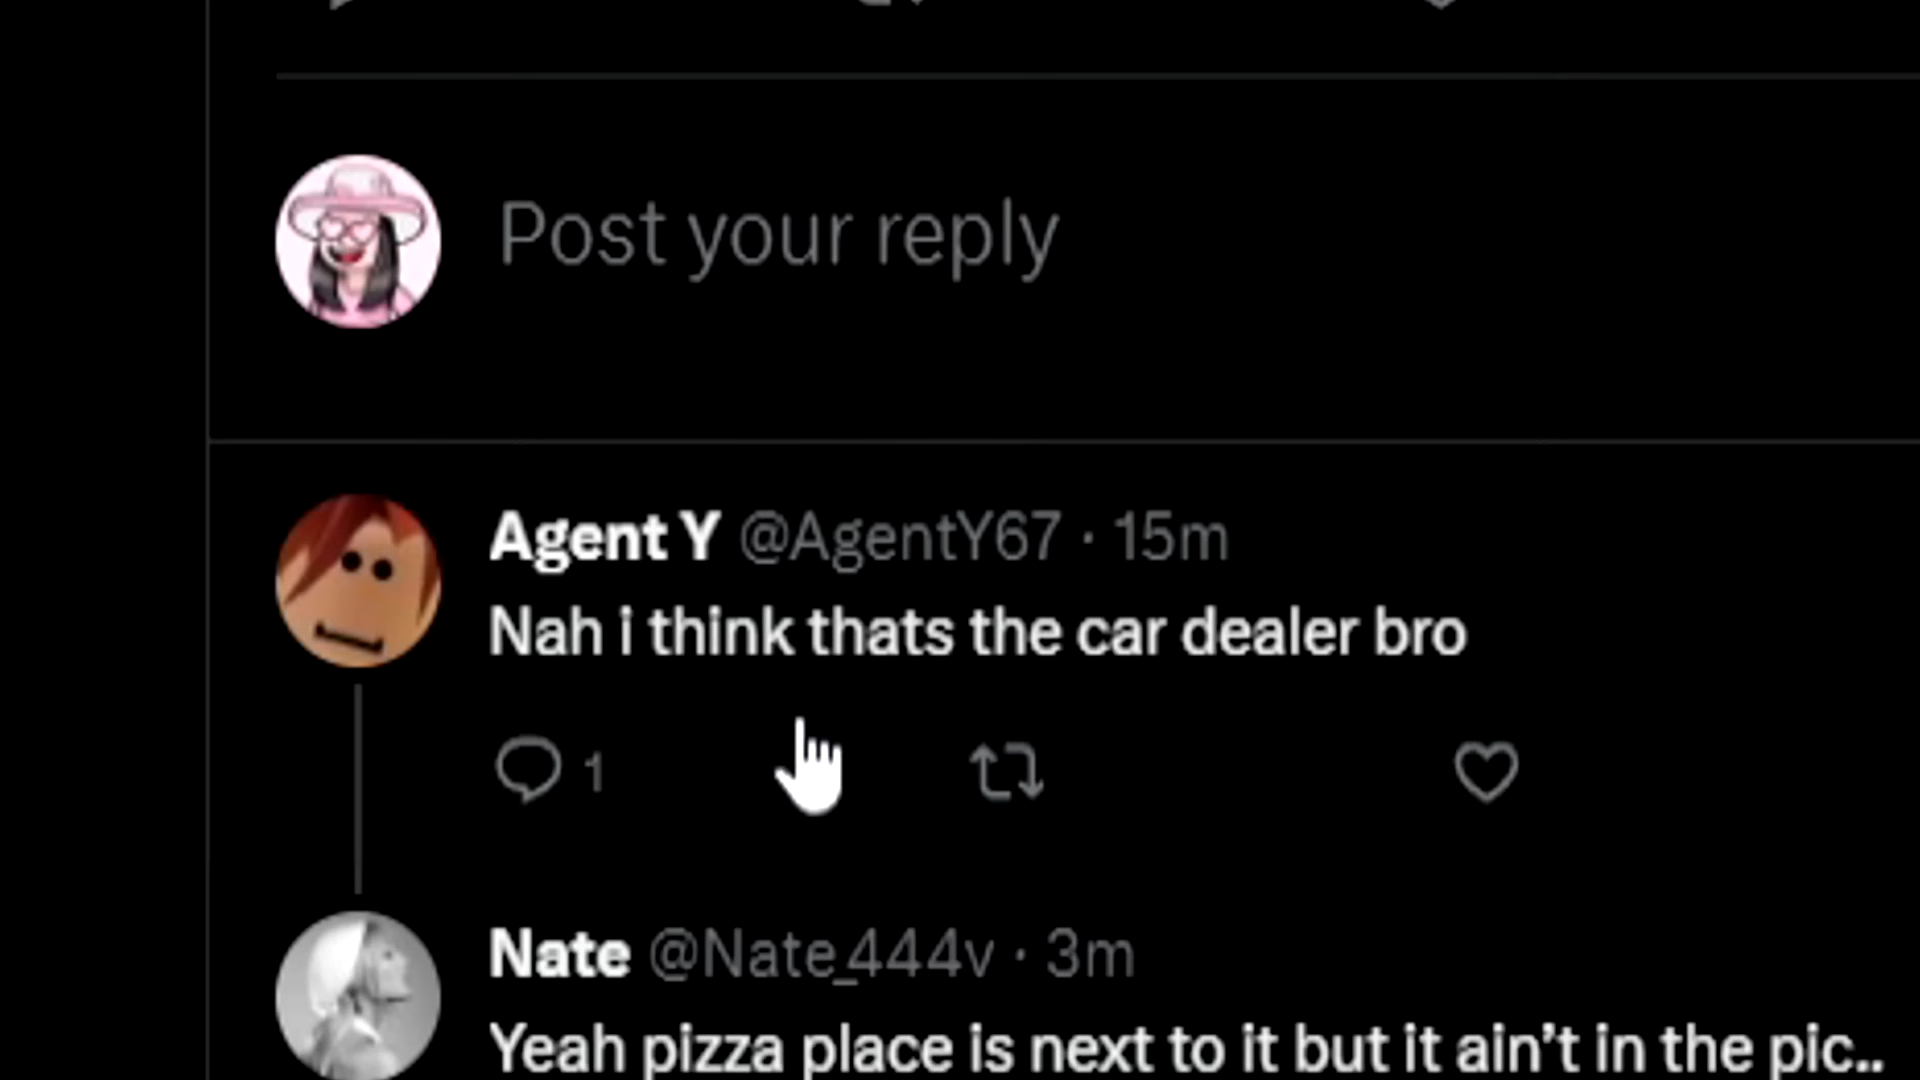 Post your reply
Agent Y @AgentY67 · 15m
Nah i think thats the car dealer bro
1
Nate @Nate_444v · 3m
Yeah pizza place is next to it but it ain't in the pic..